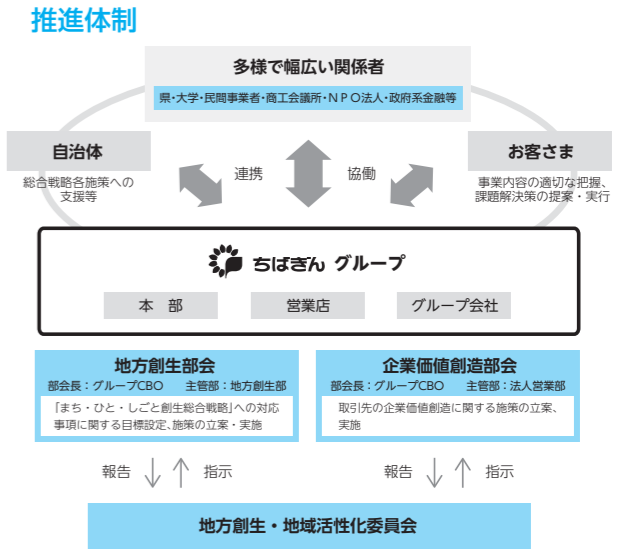 推進体制
多様で幅広い関係者
県・大学・民間事業者・商工会議所・NPO法人・政府系金融等
自治体
総合戦略各施策への
支援等
連携
協働
お客さま
事業内容の適切な把握、
課題解決策の提案・実行
ちばぎん グループ
本 部
営業店
グループ会社
地方創生部会
部会長：グループCBO 主管部：地方創生部
「まち・ひと・しごと創生総合戦略」への対応
事項に関する目標設定、施策の立案・実施
企業価値創造部会
部会長：グループCBO 主管部：法人営業部
取引先の企業価値創造に関する施策の立案、
実施
報告
指示
報告
指示
地方創生・地域活性化委員会